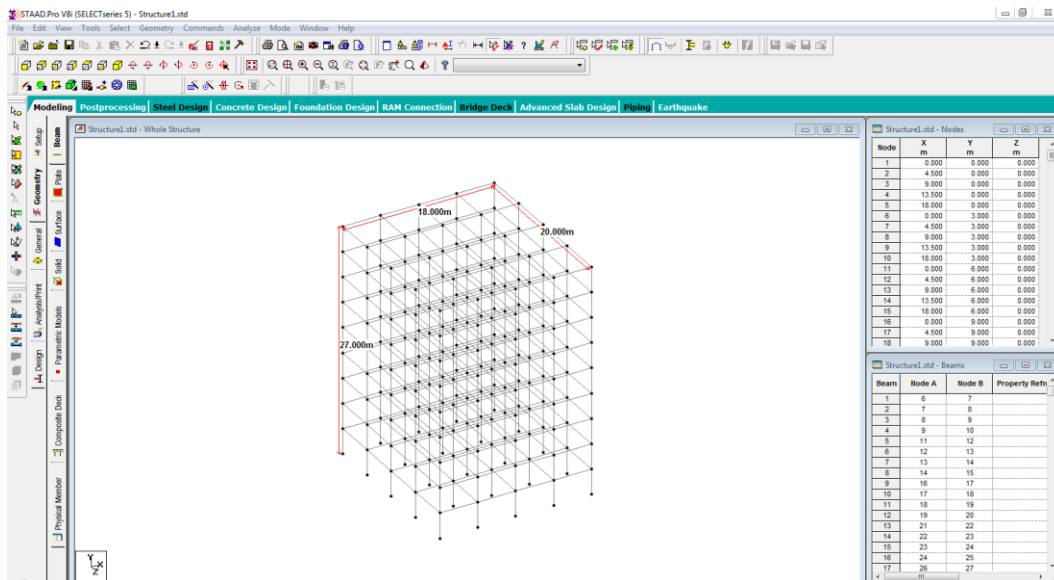 STAAD.Pro V8i (SELECTseries 5) - Structure1.std
File Edit View Tools Select Geometry Commands Analyze Mode Window Help
Modeling Postprocessing Steel Design Concrete Design Foundation Design RAM Connection Bridge Deck Advanced Slab Design Piping Earthquake
Setup
Geometry
General
Analysis/Print
Design
Beam
Plate
Surface
Solid
Parametric Models
Composite Deck
Physical Member
Structure1.std - Whole Structure
18.000m
20.000m
27.000m
Y
X
Z
Structure1.std - Nodes
Node X m Y m Z m
1 0.000 0.000 0.000
2 4.500 0.000 0.000
3 9.000 0.000 0.000
4 13.500 0.000 0.000
5 18.000 0.000 0.000
6 0.000 3.000 0.000
7 4.500 3.000 0.000
8 9.000 3.000 0.000
9 13.500 3.000 0.000
10 18.000 3.000 0.000
11 0.000 6.000 0.000
12 4.500 6.000 0.000
13 9.000 6.000 0.000
14 13.500 6.000 0.000
15 18.000 6.000 0.000
16 0.000 9.000 0.000
17 4.500 9.000 0.000
18 9.000 9.000 0.000
Structure1.std - Beams
Beam Node A Node B Property Refn
1 6 7
2 7 8
3 8 9
4 9 10
5 11 12
6 12 13
7 13 14
8 14 15
9 16 17
10 17 18
11 18 19
12 19 20
13 21 22
14 22 23
15 23 24
16 24 25
17 26 27